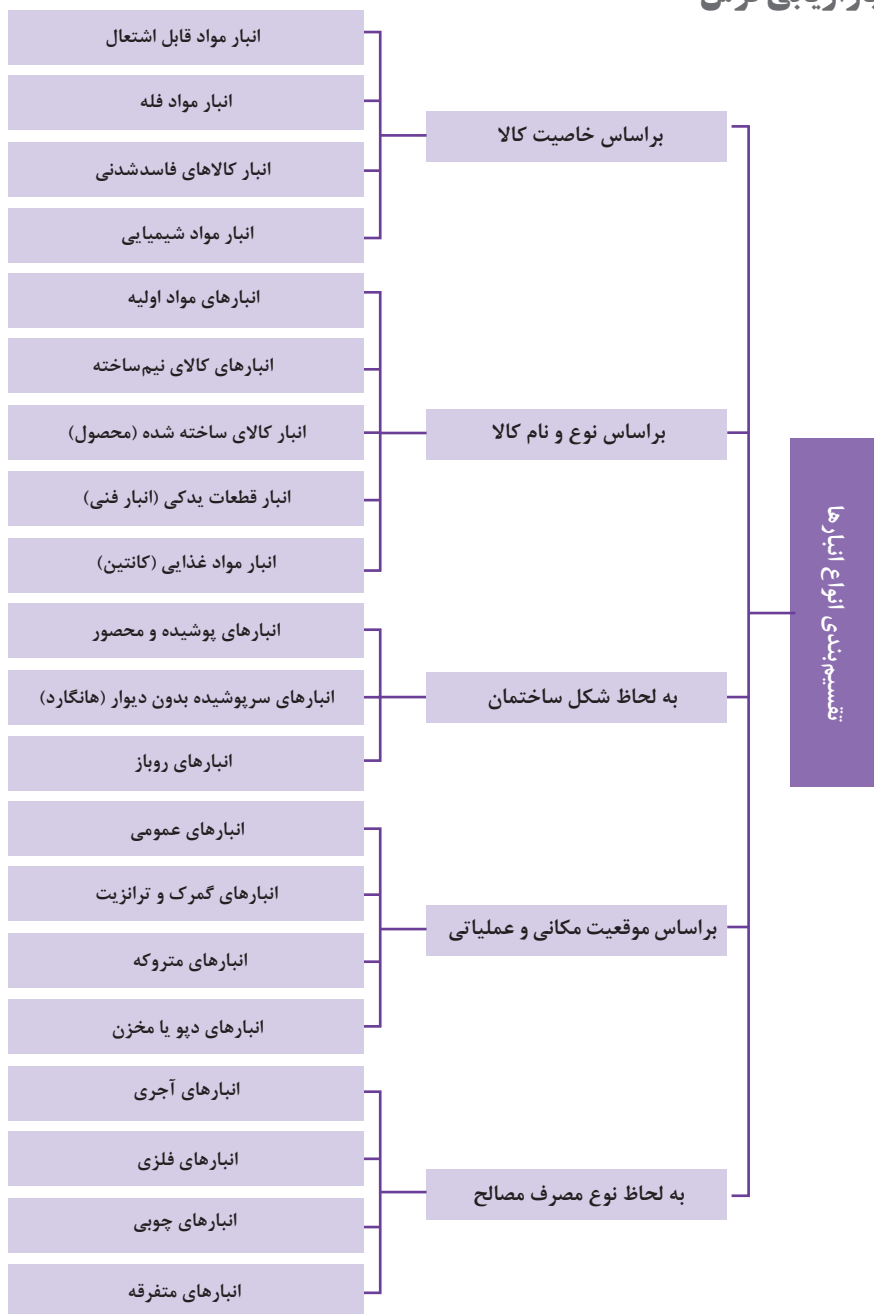 تقسیم‌بندی انواع انبارها
براساس خاصیت کالا
انبار مواد قابل اشتعال
انبار مواد فله
انبار کالاهای فاسدشدنی
انبار مواد شیمیایی
براساس نوع و نام کالا
انبارهای مواد اولیه
انبارهای کالای نیم‌ساخته
انبار کالای ساخته شده (محصول)
انبار قطعات یدکی (انبار فنی)
انبار مواد غذایی (کانتین)
به لحاظ شکل ساختمان
انبارهای پوشیده و محصور
انبارهای سرپوشیده بدون دیوار (هانگارد)
انبارهای روباز
براساس موقعیت مکانی و عملیاتی
انبارهای عمومی
انبارهای گمرک و ترانزیت
انبارهای متروکه
انبارهای دپو یا مخزن
به لحاظ نوع مصرف مصالح
انبارهای آجری
انبارهای فلزی
انبارهای چوبی
انبارهای متفرقه